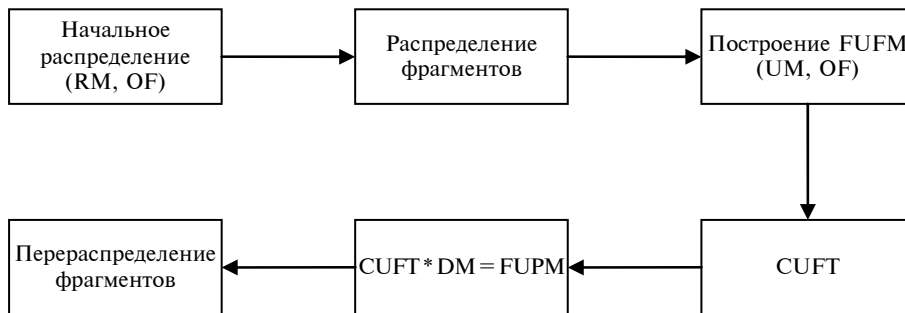 Начальное
распределение
(RM, OF)
Распределение
фрагментов
Построение FUFM
(UM, OF)
Перераспределение
фрагментов
CUFT * DM = FUPM
CUFT